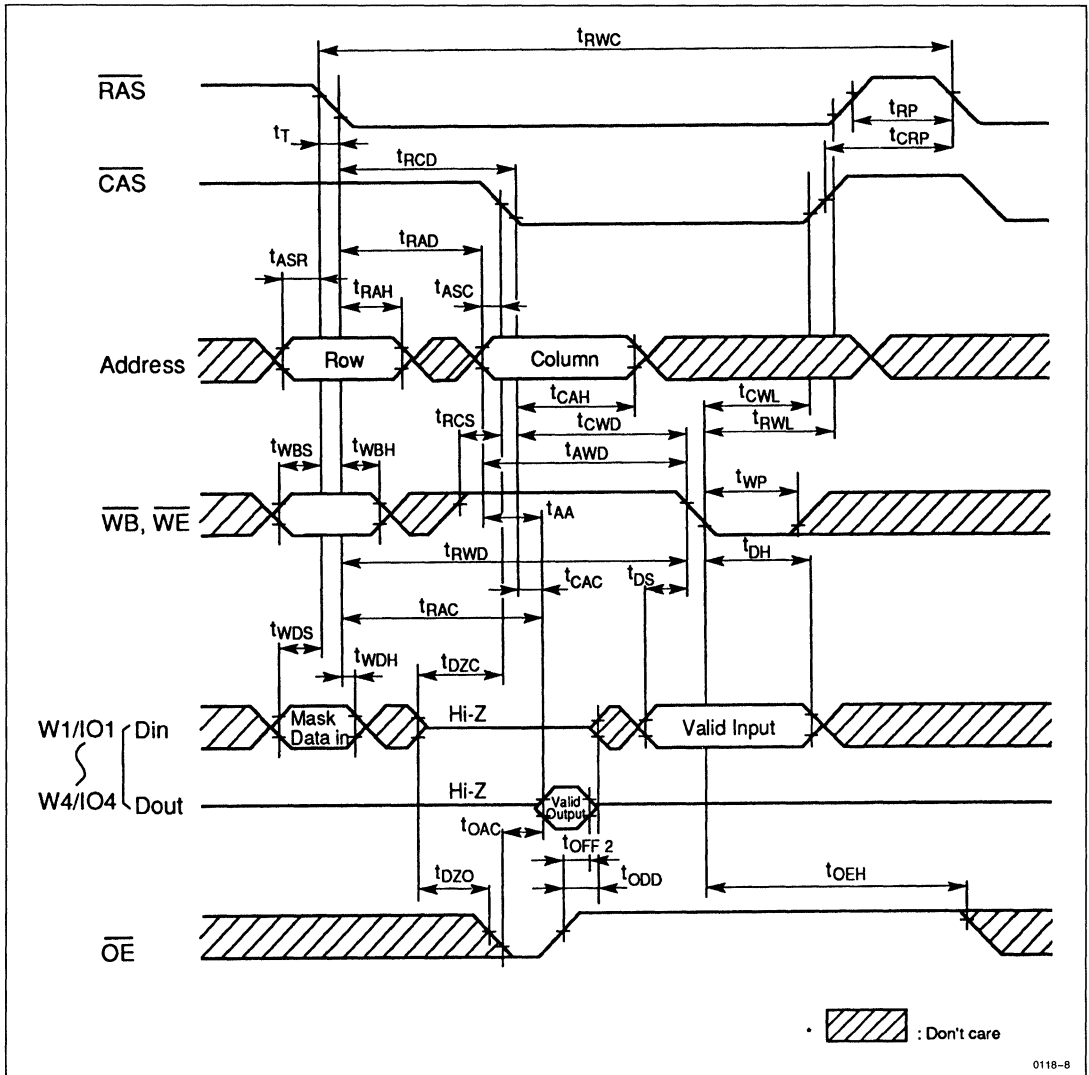 tRWC
RAS
tRP
tT
tCRP
tRCD
CAS
tRAD
tASR
tRAH
tASC
Address
Row
Column
tCAH
tCWL
tRCS
tCWD
tRWL
tWBS
tWBH
tAWD
tWP
WB, WE
tAA
tRWD
tDH
tCAC
tDS
tRAC
tWDS
tWDH
tDZC
W1/IO1
Din
Mask
Data in
Hi-Z
Valid Input
W4/IO4
Dout
Hi-Z
Valid
Output
tOAC
tOFF 2
tDZO
tODD
tOEH
OE
: Don't care
0118-8